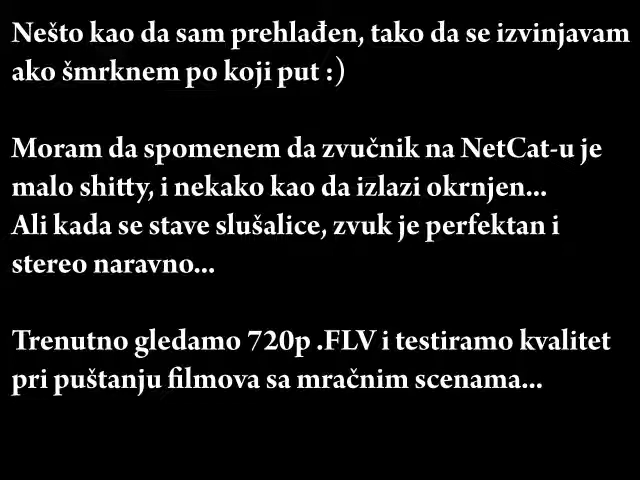 Nešto kao da sam prehlađen, tako da se izvinjavam
ako šmrknem po koji put :)
Moram da spomenem da zvučnik na NetCat-u je
malo shitty, i nekako kao da izlazi okrnjen...
Ali kada se stave slušalice, zvuk je perfektan i
stereo naravno...
Trenutno gledamo 720p .FLV i testiramo kvalitet
pri puštanju filmova sa mračnim scenama...